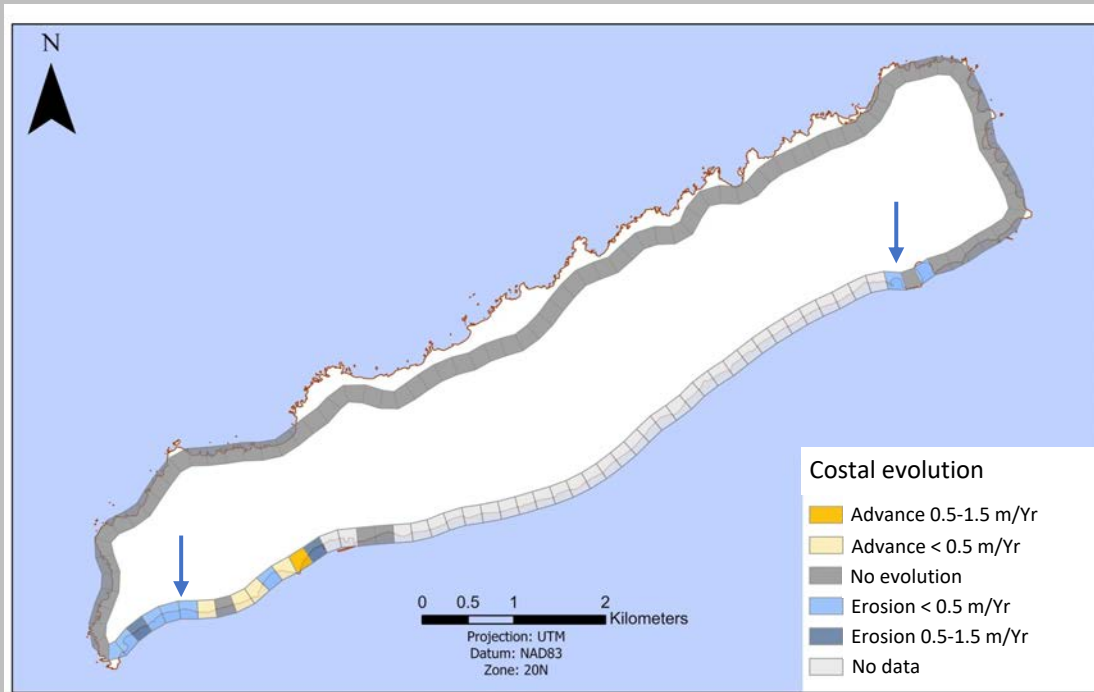 N
Costal evolution
Advance 0.5-1.5 m/Yr
Advance < 0.5 m/Yr
No evolution
Erosion < 0.5 m/Yr
Erosion 0.5-1.5 m/Yr
No data
0 0.5 1 2
Kilometers
Projection: UTM
Datum: NAD83
Zone: 20N